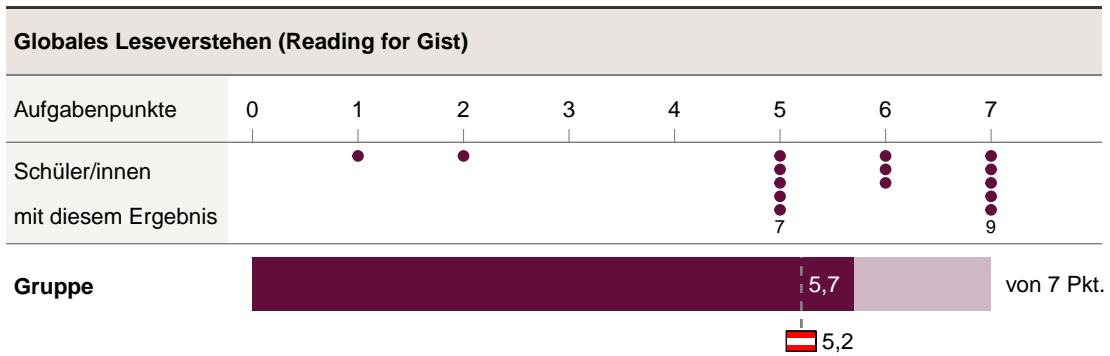 Globales Leseverstehen (Reading for Gist)
Aufgabenpunkte 0 1 2 3 4 5 6 7
Schüler/innen
mit diesem Ergebnis
7 9
Gruppe 5,7 von 7 Pkt.
5,2